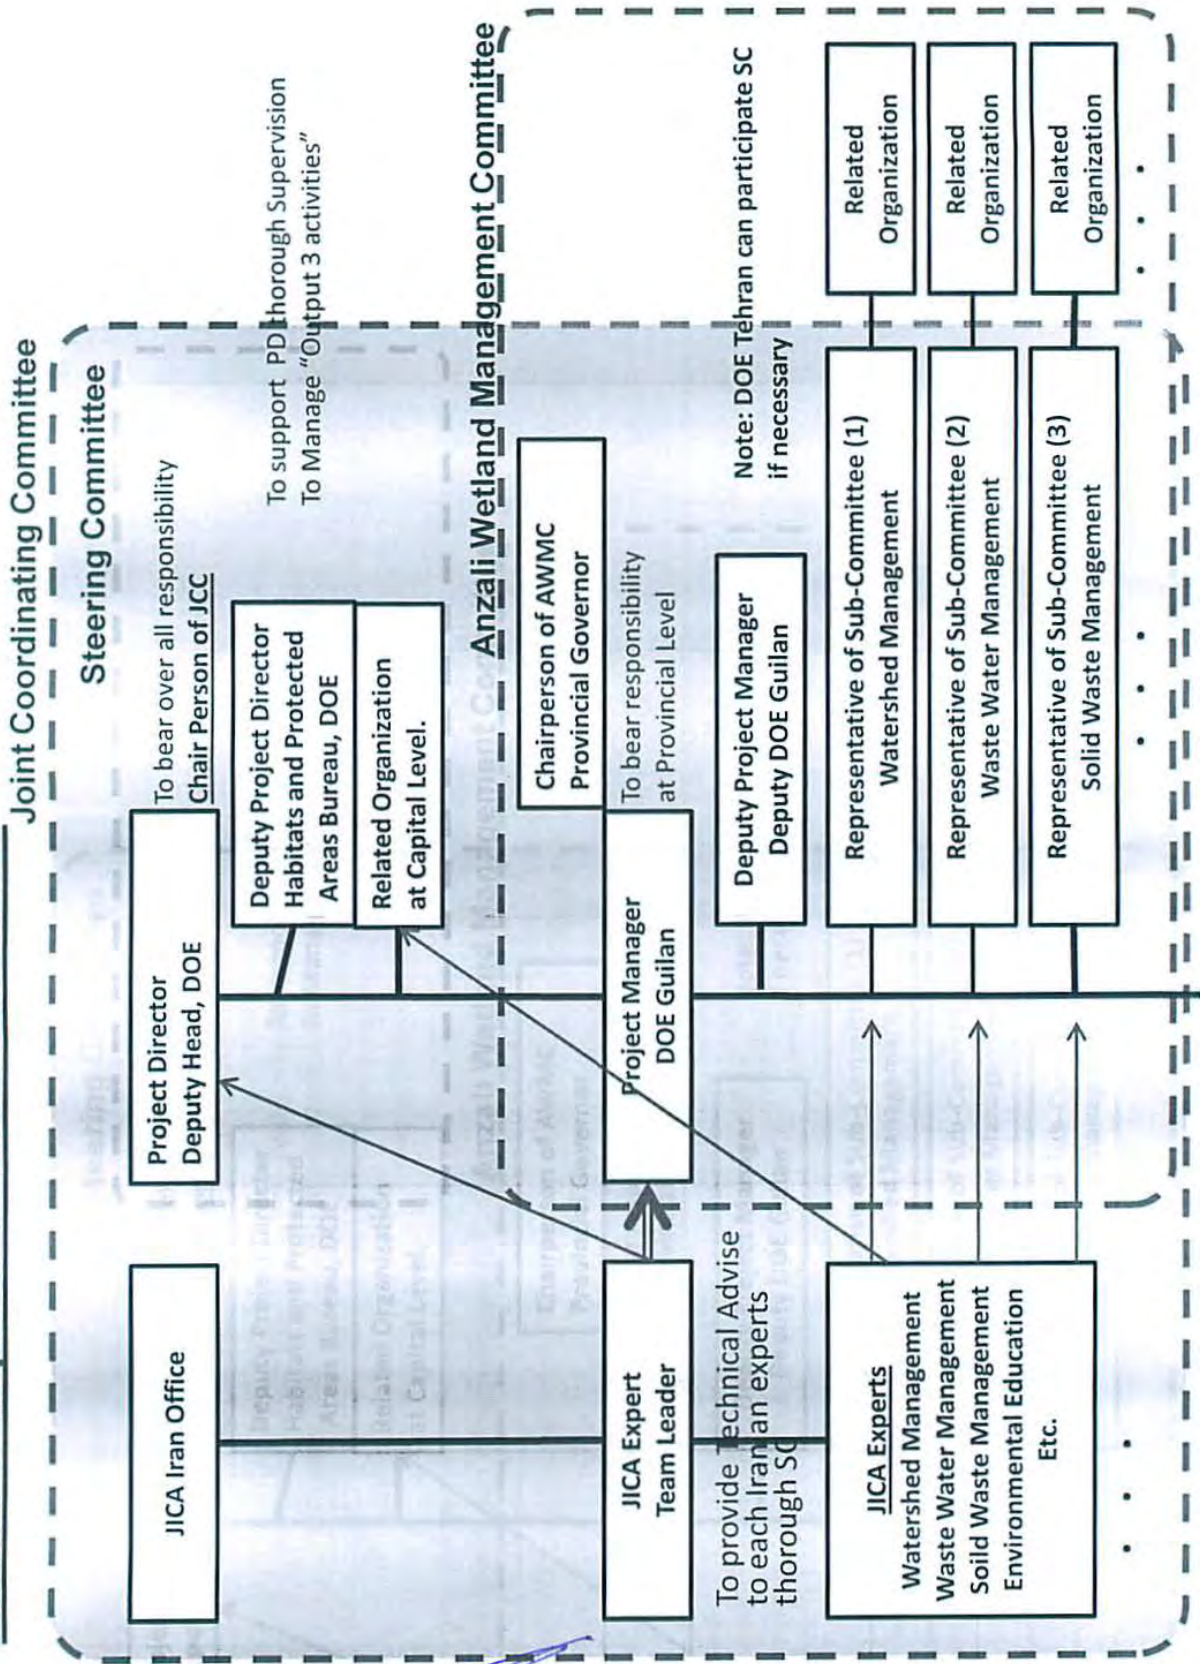 Joint Coordinating Committee
Steering Committee
JICA Iran Office
Project Director
Deputy Head, DOE
To bear over all responsibility
Chair Person of JCC
Deputy Project Director
Habitats and Protected
Areas Bureau, DOE
To support PD thorough Supervision
To Manage “Output 3 activities”
Related Organization
at Capital Level.
Anzali Wetland Management Committee
Chairperson of AWMC
Provincial Governor
JICA Expert
Team Leader
Project Manager
DOE Guilan
To bear responsibility
at Provincial Level
To provide Technical Advise
to each Iranian experts
thorough SC
Deputy Project Manager
Deputy DOE Guilan
Note: DOE Tehran can participate SC
if necessary
JICA Experts
Watershed Management
Waste Water Management
Soild Waste Management
Environmental Education
Etc.
Representative of Sub-Committee (1)
Watershed Management
Related
Organization
Representative of Sub-Committee (2)
Waste Water Management
Related
Organization
Representative of Sub-Committee (3)
Solid Waste Management
Related
Organization